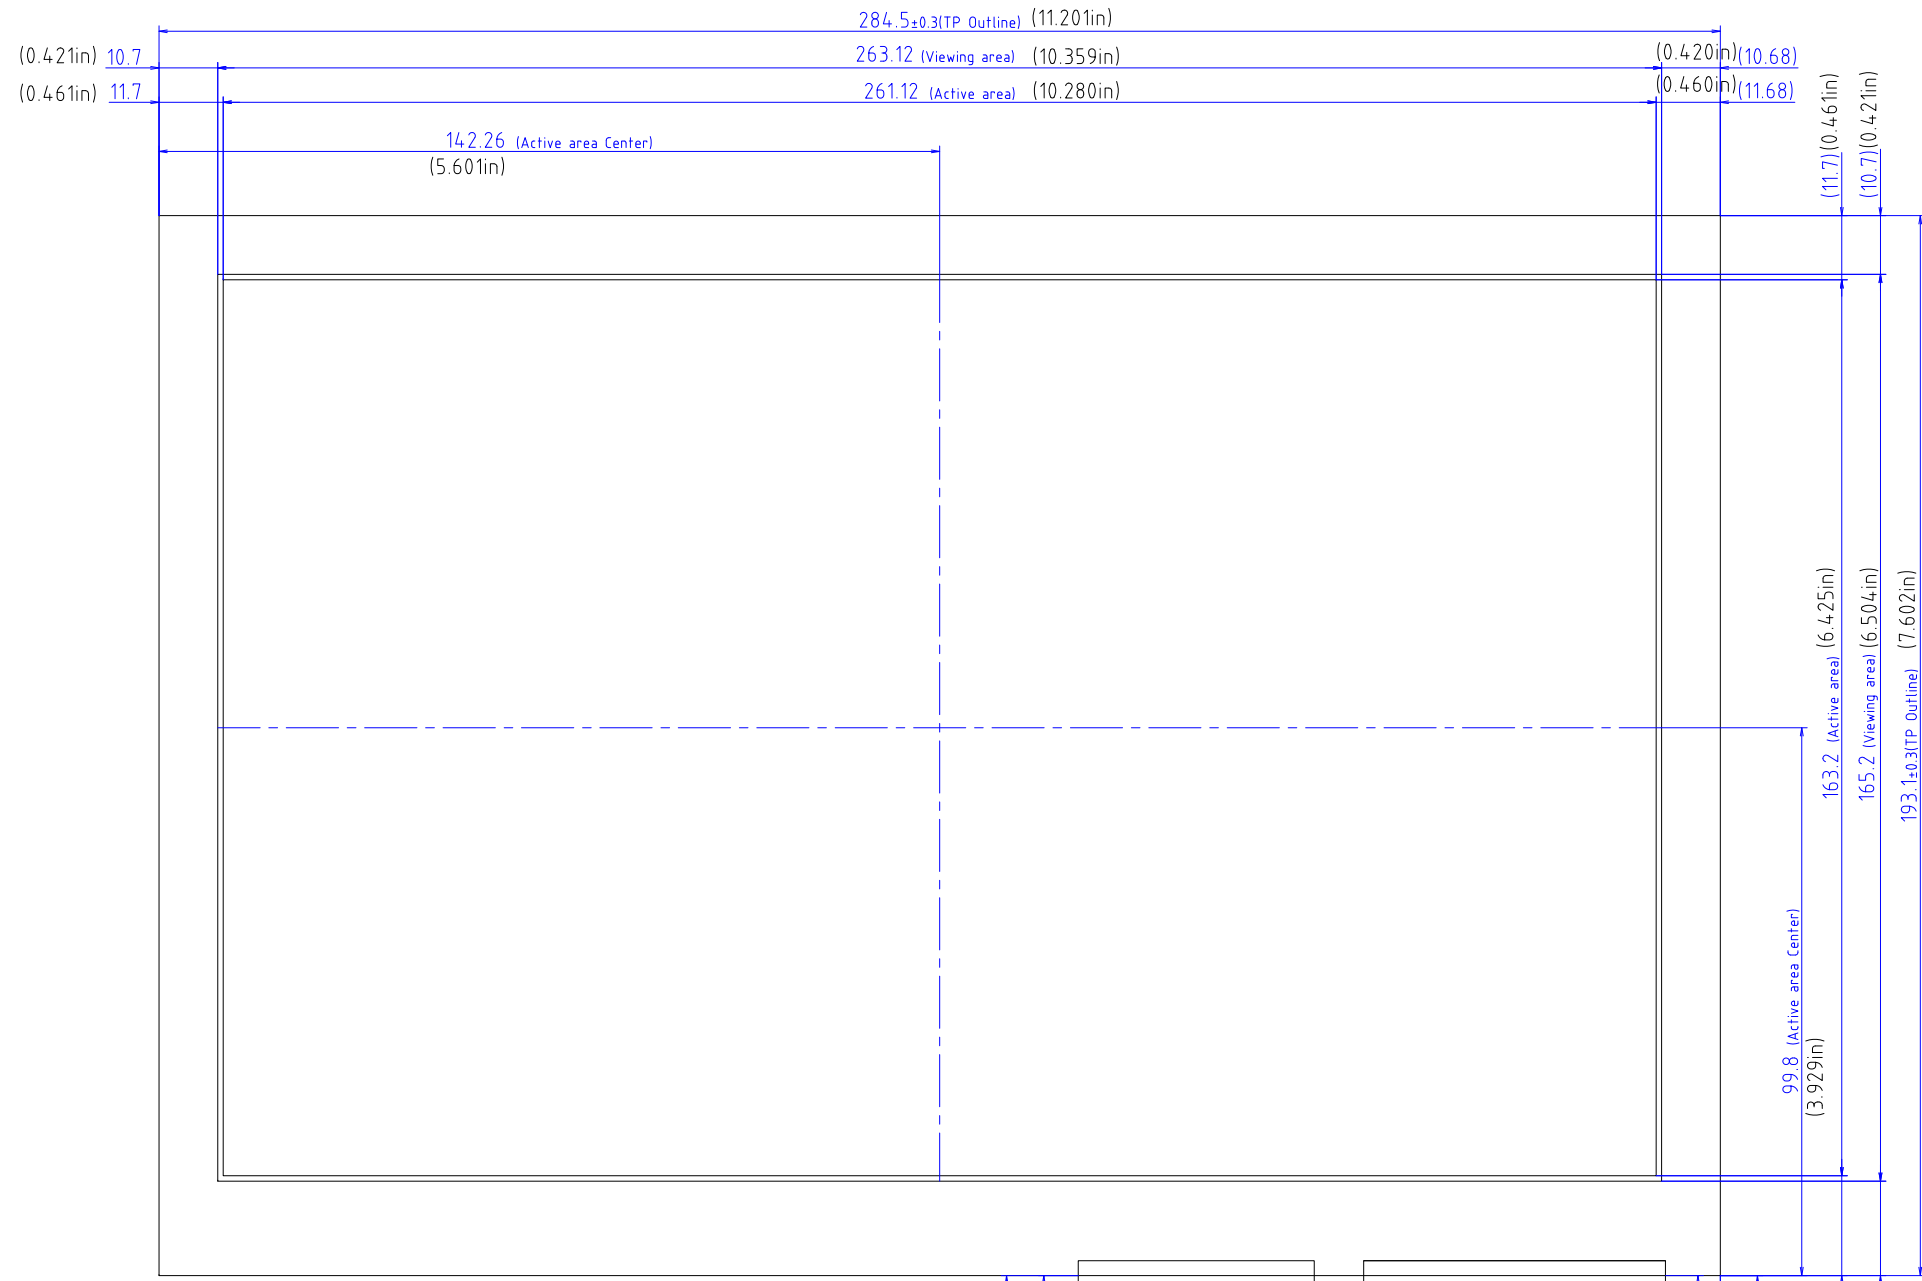 284.5±0.3(TP Outline) (11.201in)
(0.421in) 10.7 263.12 (Viewing area) (10.359in) (0.420in) (10.68)
(0.461in) 11.7 261.12 (Active area) (10.280in) (0.460in) (11.68)
142.26 (Active area Center)
(5.601in)
(11.7)(0.461in)
(10.7)(0.421in)
163.2 (Active area) (6.425in)
165.2 (Viewing area) (6.504in)
193.1±0.3(TP Outline) (7.602in)
99.8 (Active area Center)
(3.929in)